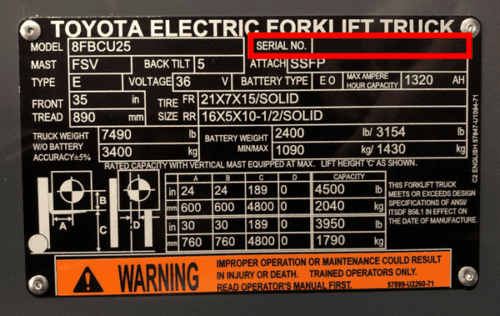 TOYOTA ELECTRIC FORKLIFT TRUCK
MODEL 8FBCU25 SERIAL NO.
MAST FSV BACK TILT 5 ATTACH SSFP
TYPE E VOLTAGE 36 V BATTERY TYPE E O MAX AMPERE HOUR CAPACITY 1320 AH
FRONT 35 in TIRE FR 21X7X15/SOLID
TREAD 890 mm SIZE RR 16X5X10-1/2/SOLID
TRUCK WEIGHT 7490 lb BATTERY WEIGHT 2400 lb/ 3154 lb
W/O BATTERY ACCURACY±5% 3400 kg MIN/MAX 1090 kg/ 1430 kg
RATED CAPACITY WITH VERTICAL MAST EQUIPPED AT MAX. LIFT HEIGHT 'C' AS SHOWN.
A B C D CAPACITY
in 24 24 189 0 4500 lb
mm 600 600 4800 0 2040 kg
in 30 30 189 0 3950 lb
mm 760 760 4800 0 1790 kg
B
A D
C
THIS FORKLIFT TRUCK
MEETS OR EXCEEDS DESIGN
SPECIFICATIONS OF ANSI/
ITSDF B56.1 IN EFFECT ON
THE DATE OF MANUFACTURE.
C2 ENGLISH 57847-U1094-71
WARNING
IMPROPER OPERATION OR MAINTENANCE COULD RESULT
IN INJURY OR DEATH. TRAINED OPERATORS ONLY.
READ OPERATOR'S MANUAL FIRST. 57899-U2260-71